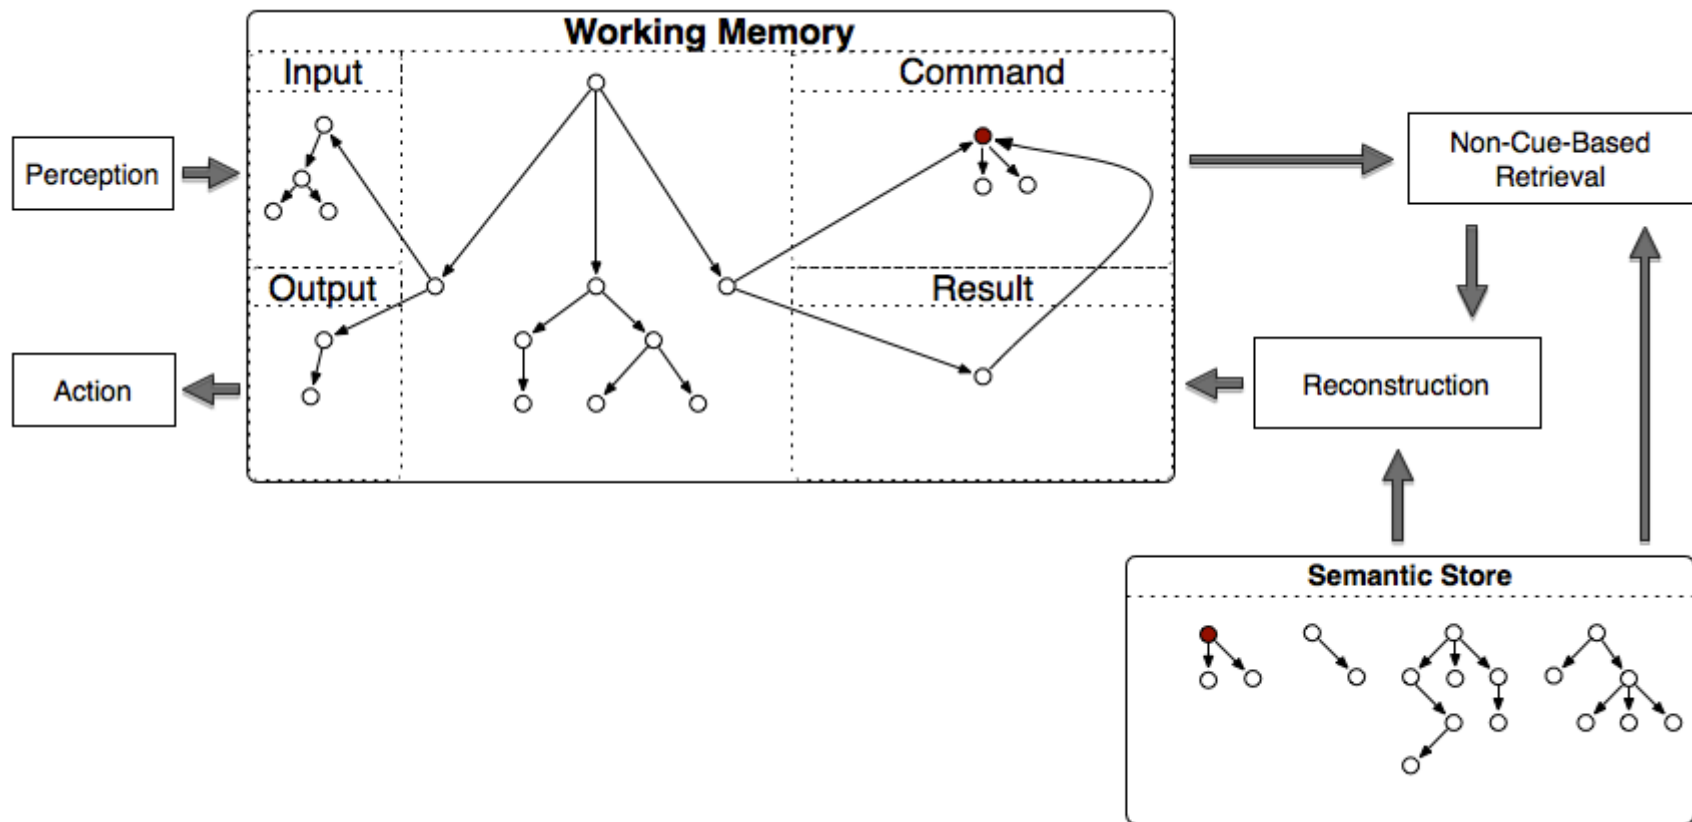 Working Memory
Input
Command
Perception
Non-Cue-Based
Retrieval
Output
Result
Action
Reconstruction
Semantic Store